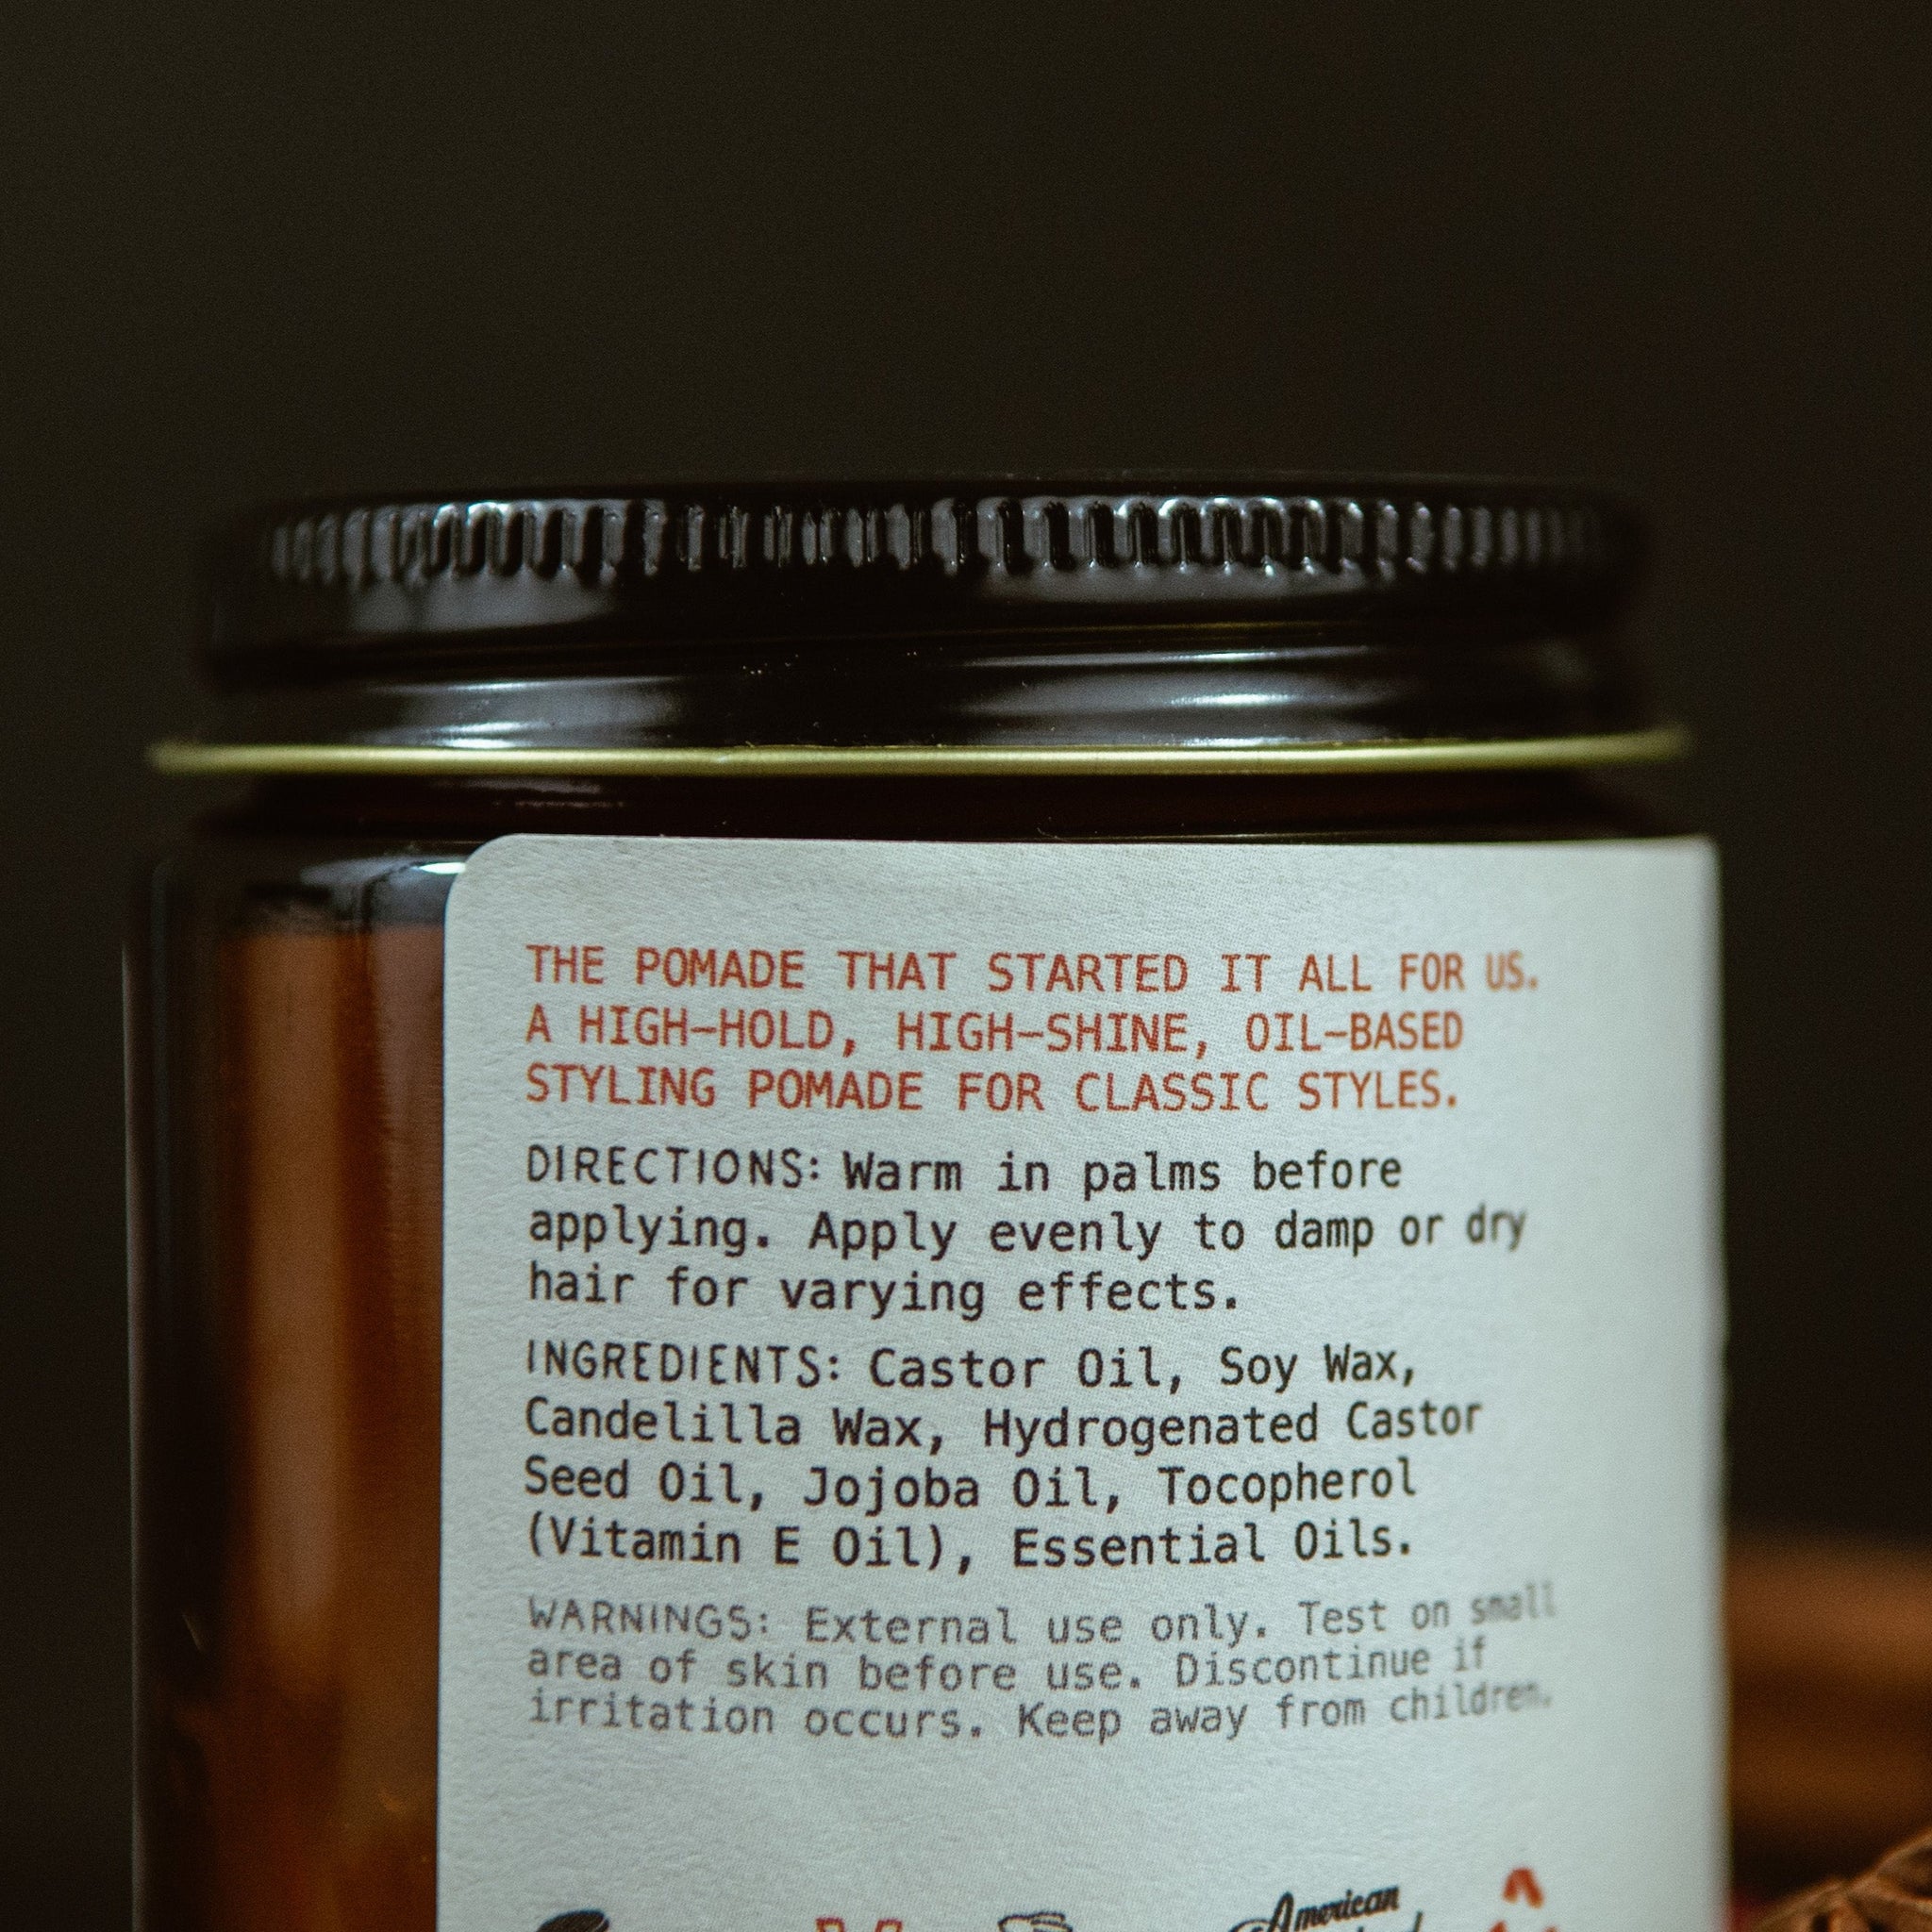 THE POMADE THAT STARTED IT ALL FOR US.
A HIGH-HOLD, HIGH-SHINE, OIL-BASED
STYLING POMADE FOR CLASSIC STYLES.
DIRECTIONS: Warm in palms before
applying. Apply evenly to damp or dry
hair for varying effects.
INGREDIENTS: Castor Oil, Soy Wax,
Candelilla Wax, Hydrogenated Castor
Seed Oil, Jojoba Oil, Tocopherol
(Vitamin E Oil), Essential Oils.
WARNINGS: External use only. Test on small
area of skin before use. Discontinue if
irritation occurs. Keep away from children.
American